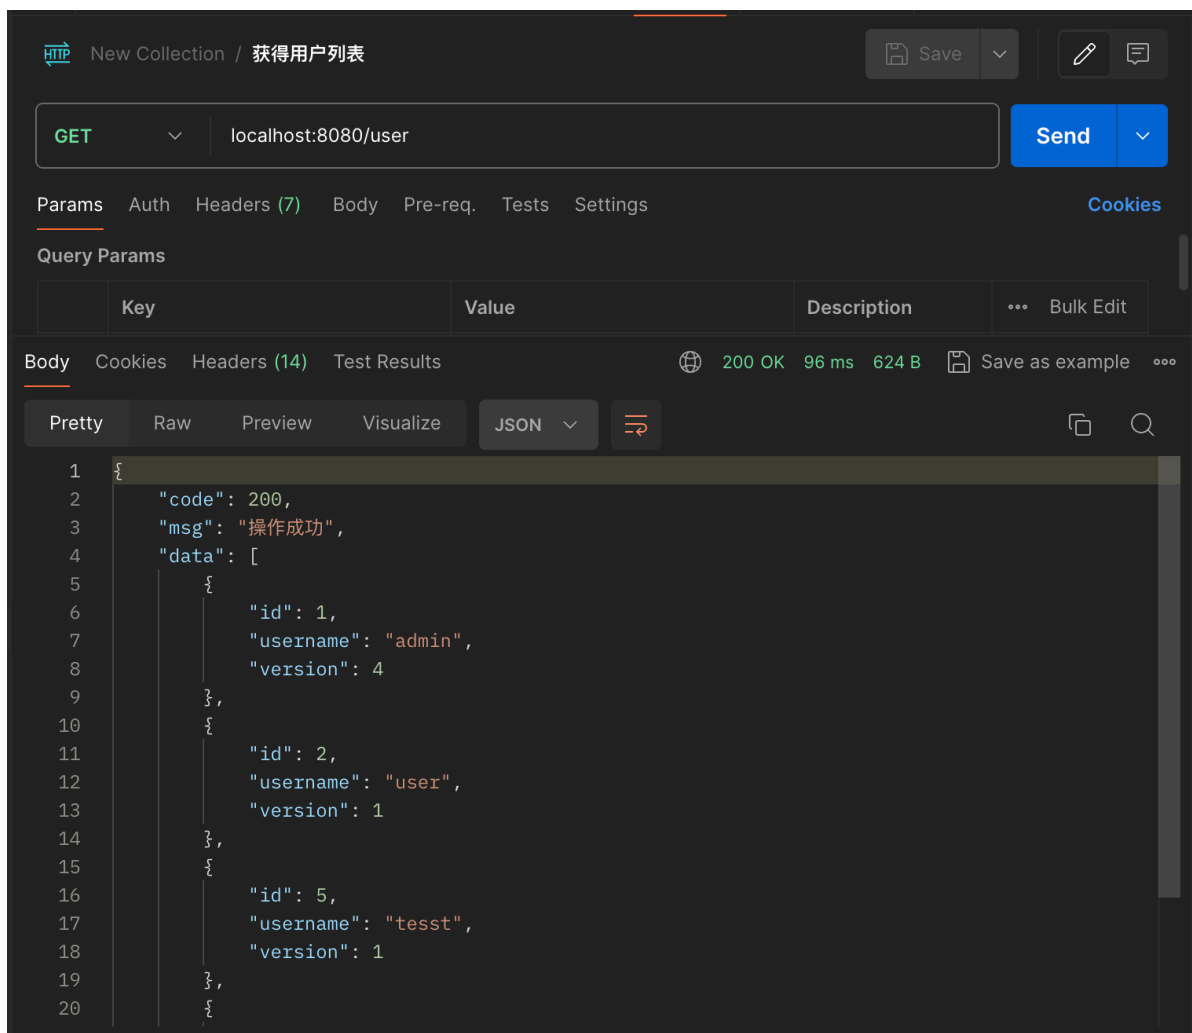 HTTP New Collection / 获得用户列表 Save
GET localhost:8080/user Send
Params Auth Headers (7) Body Pre-req. Tests Settings Cookies
Query Params
Key Value Description Bulk Edit
Body Cookies Headers (14) Test Results 200 OK 96 ms 624 B Save as example
Pretty Raw Preview Visualize JSON
1 {
2 "code": 200,
3 "msg": "操作成功",
4 "data": [
5 {
6 "id": 1,
7 "username": "admin",
8 "version": 4
9 },
10 {
11 "id": 2,
12 "username": "user",
13 "version": 1
14 },
15 {
16 "id": 5,
17 "username": "tesst",
18 "version": 1
19 },
20 {